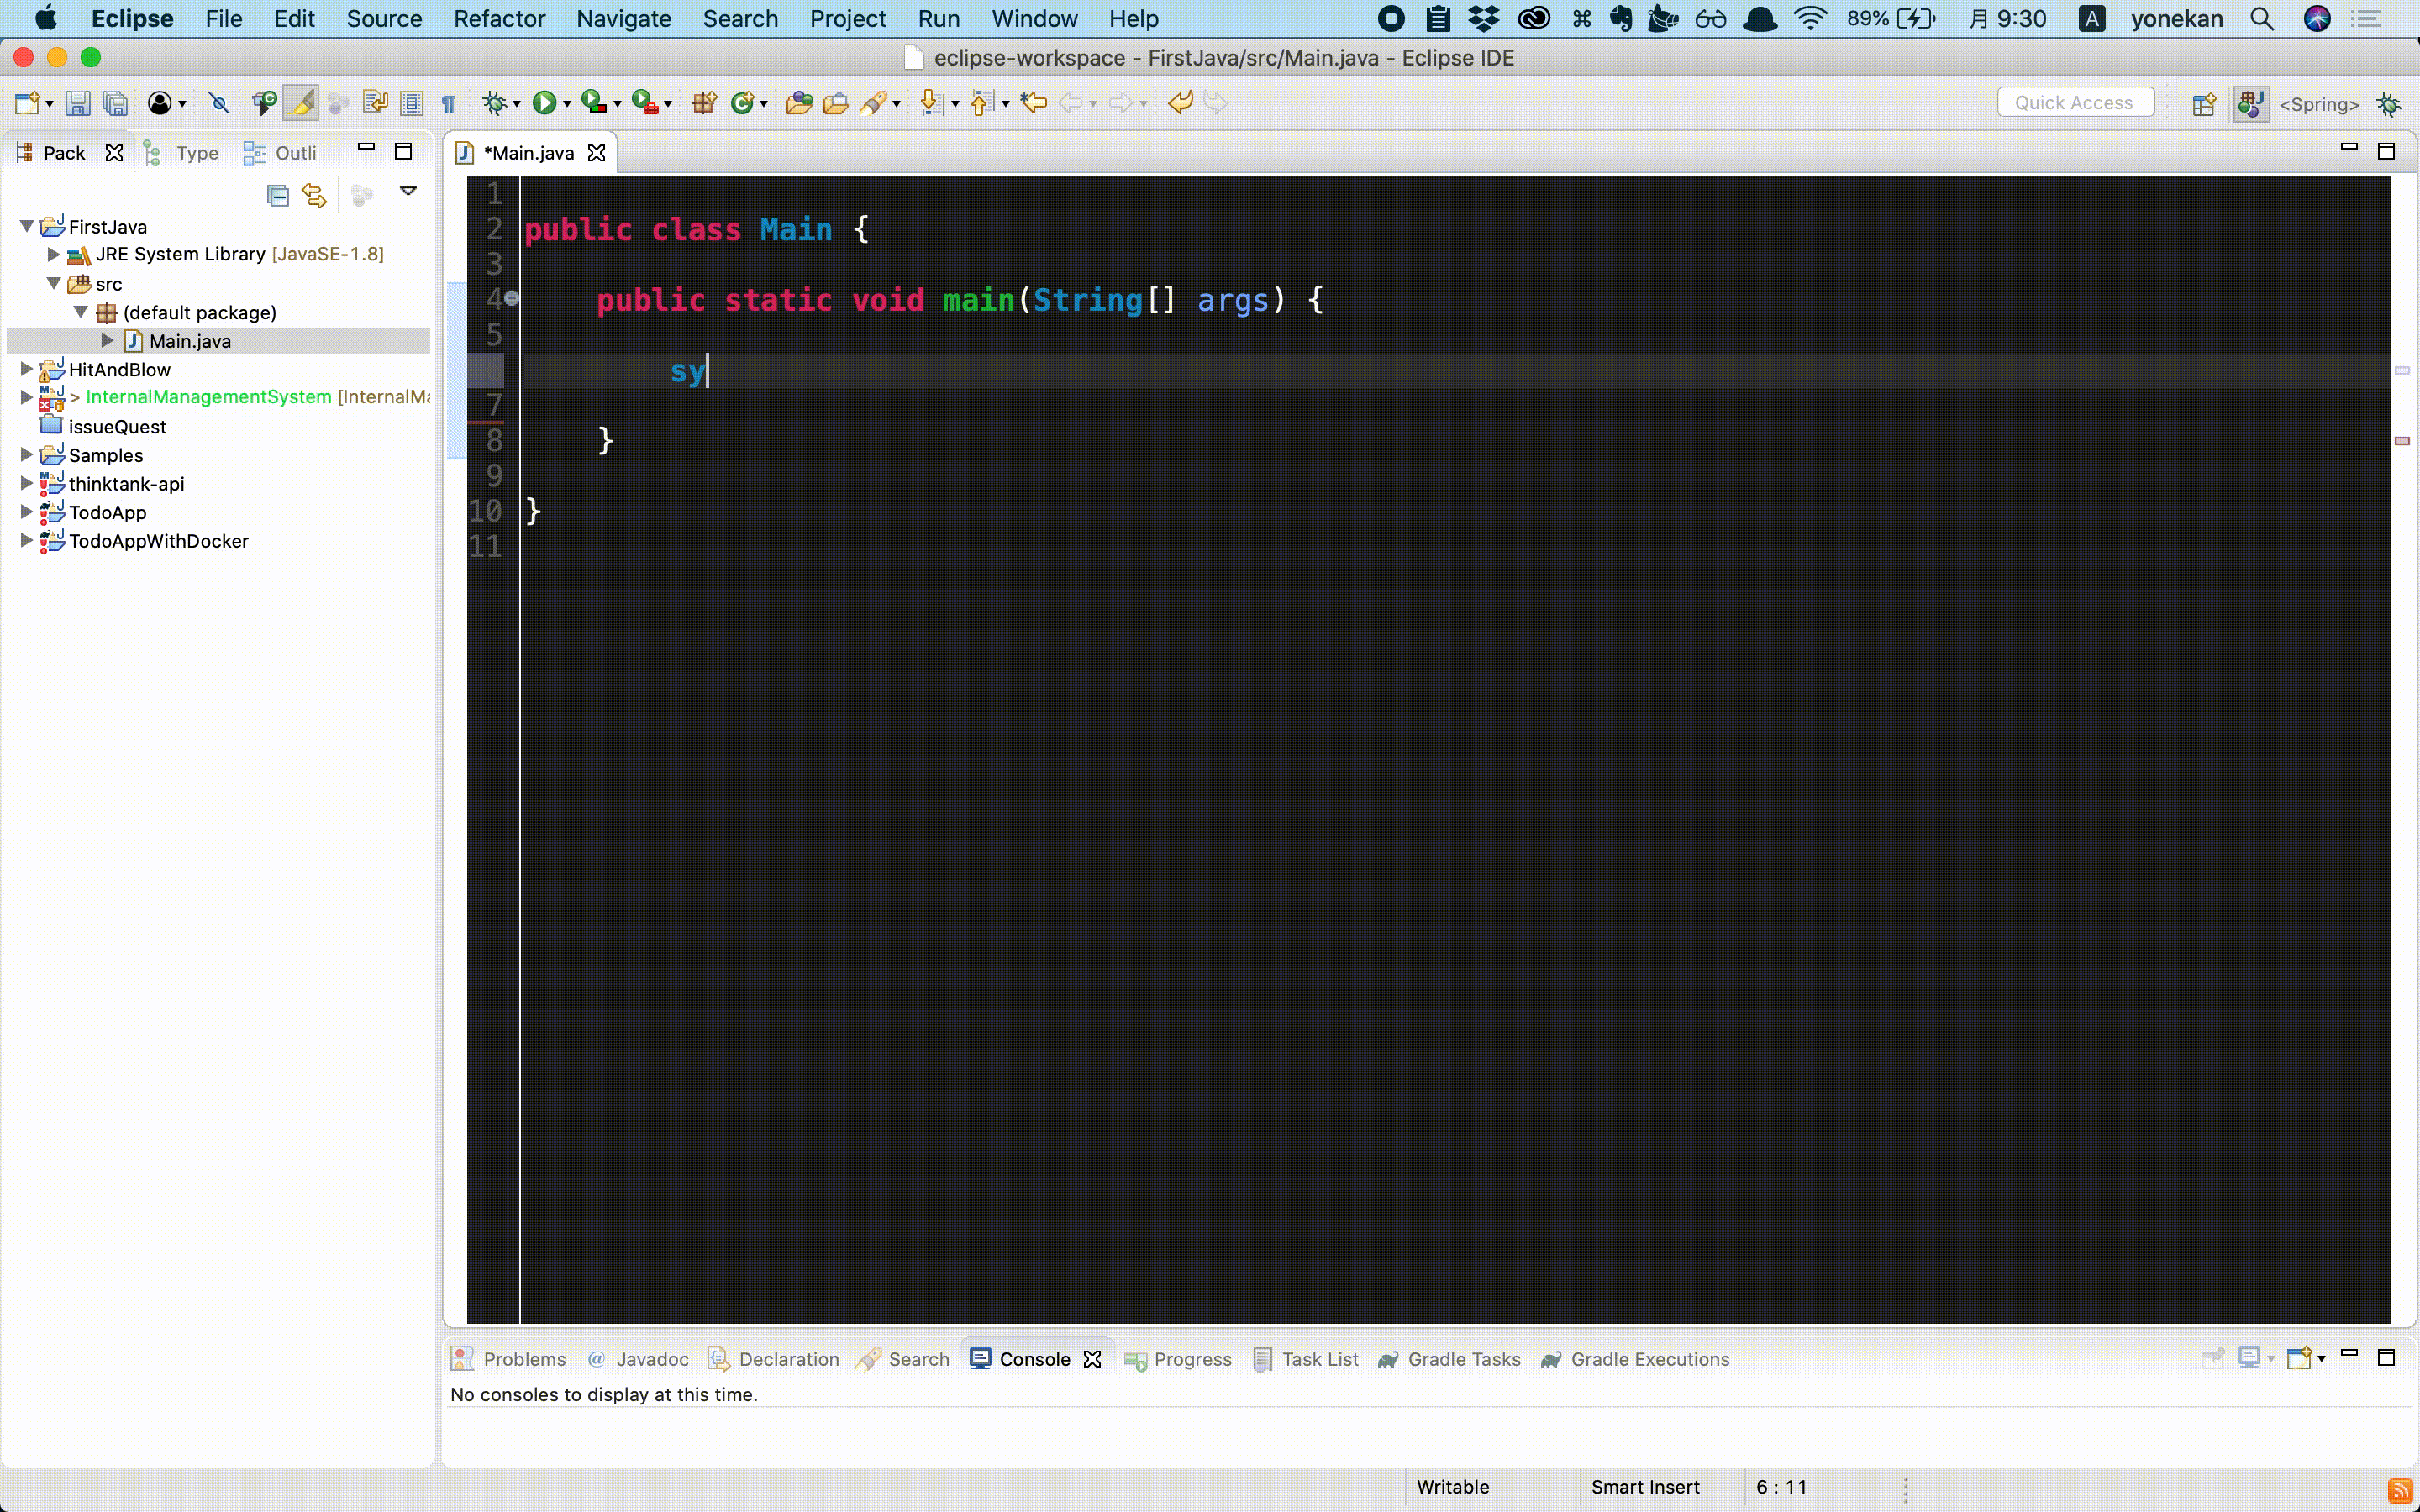 Eclipse File Edit Source Refactor Navigate Search Project Run Window Help 89% 月 9:30 A yonekan
eclipse-workspace - FirstJava/src/Main.java - Eclipse IDE
Quick Access <Spring>
Pack Type Outli
*Main.java
FirstJava
JRE System Library [JavaSE-1.8]
src
(default package)
Main.java
HitAndBlow
> InternalManagementSystem [InternalMa
issueQuest
Samples
thinktank-api
TodoApp
TodoAppWithDocker
1
2 public class Main {
3
4 public static void main(String[] args) {
5
sy
7
8 }
9
10 }
11
Problems @ Javadoc Declaration Search Console Progress Task List Gradle Tasks Gradle Executions
No consoles to display at this time.
Writable Smart Insert 6 : 11